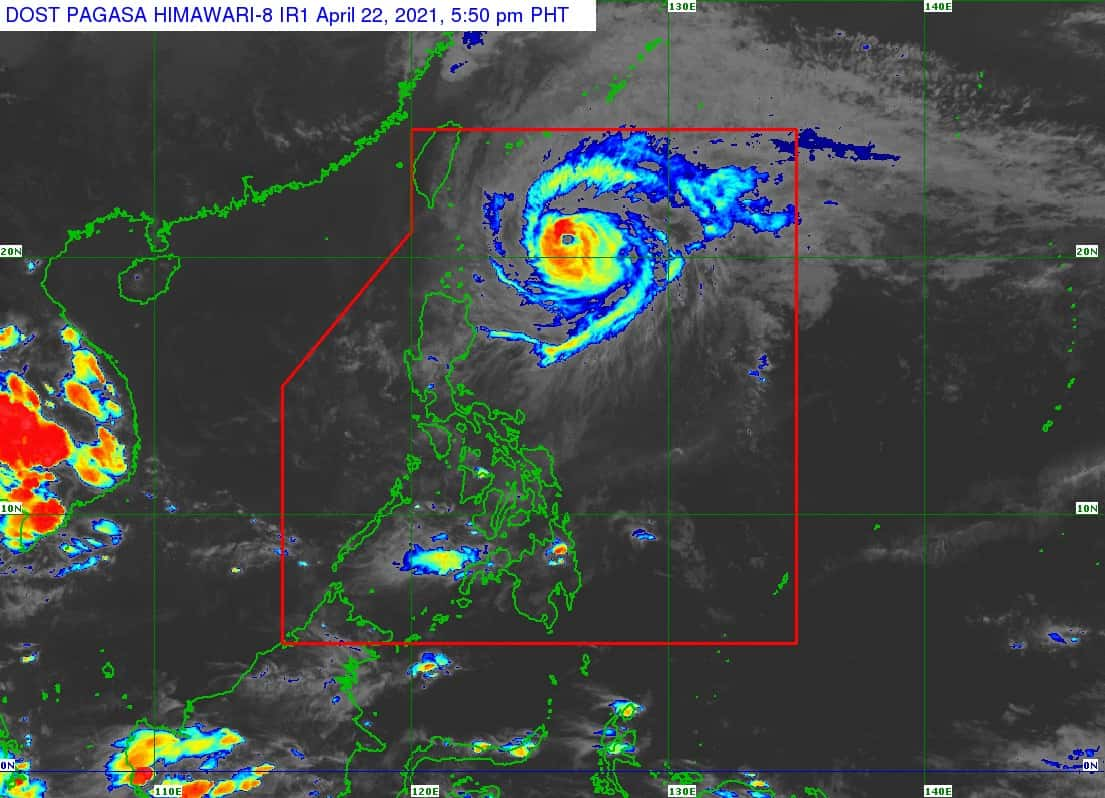 DOST PAGASA HIMAWARI-8 IR1 April 22, 2021, 5:50 pm PHT
130E
140E
20N
20N
10N
10N
0N
0N
110E
120E
130E
140E